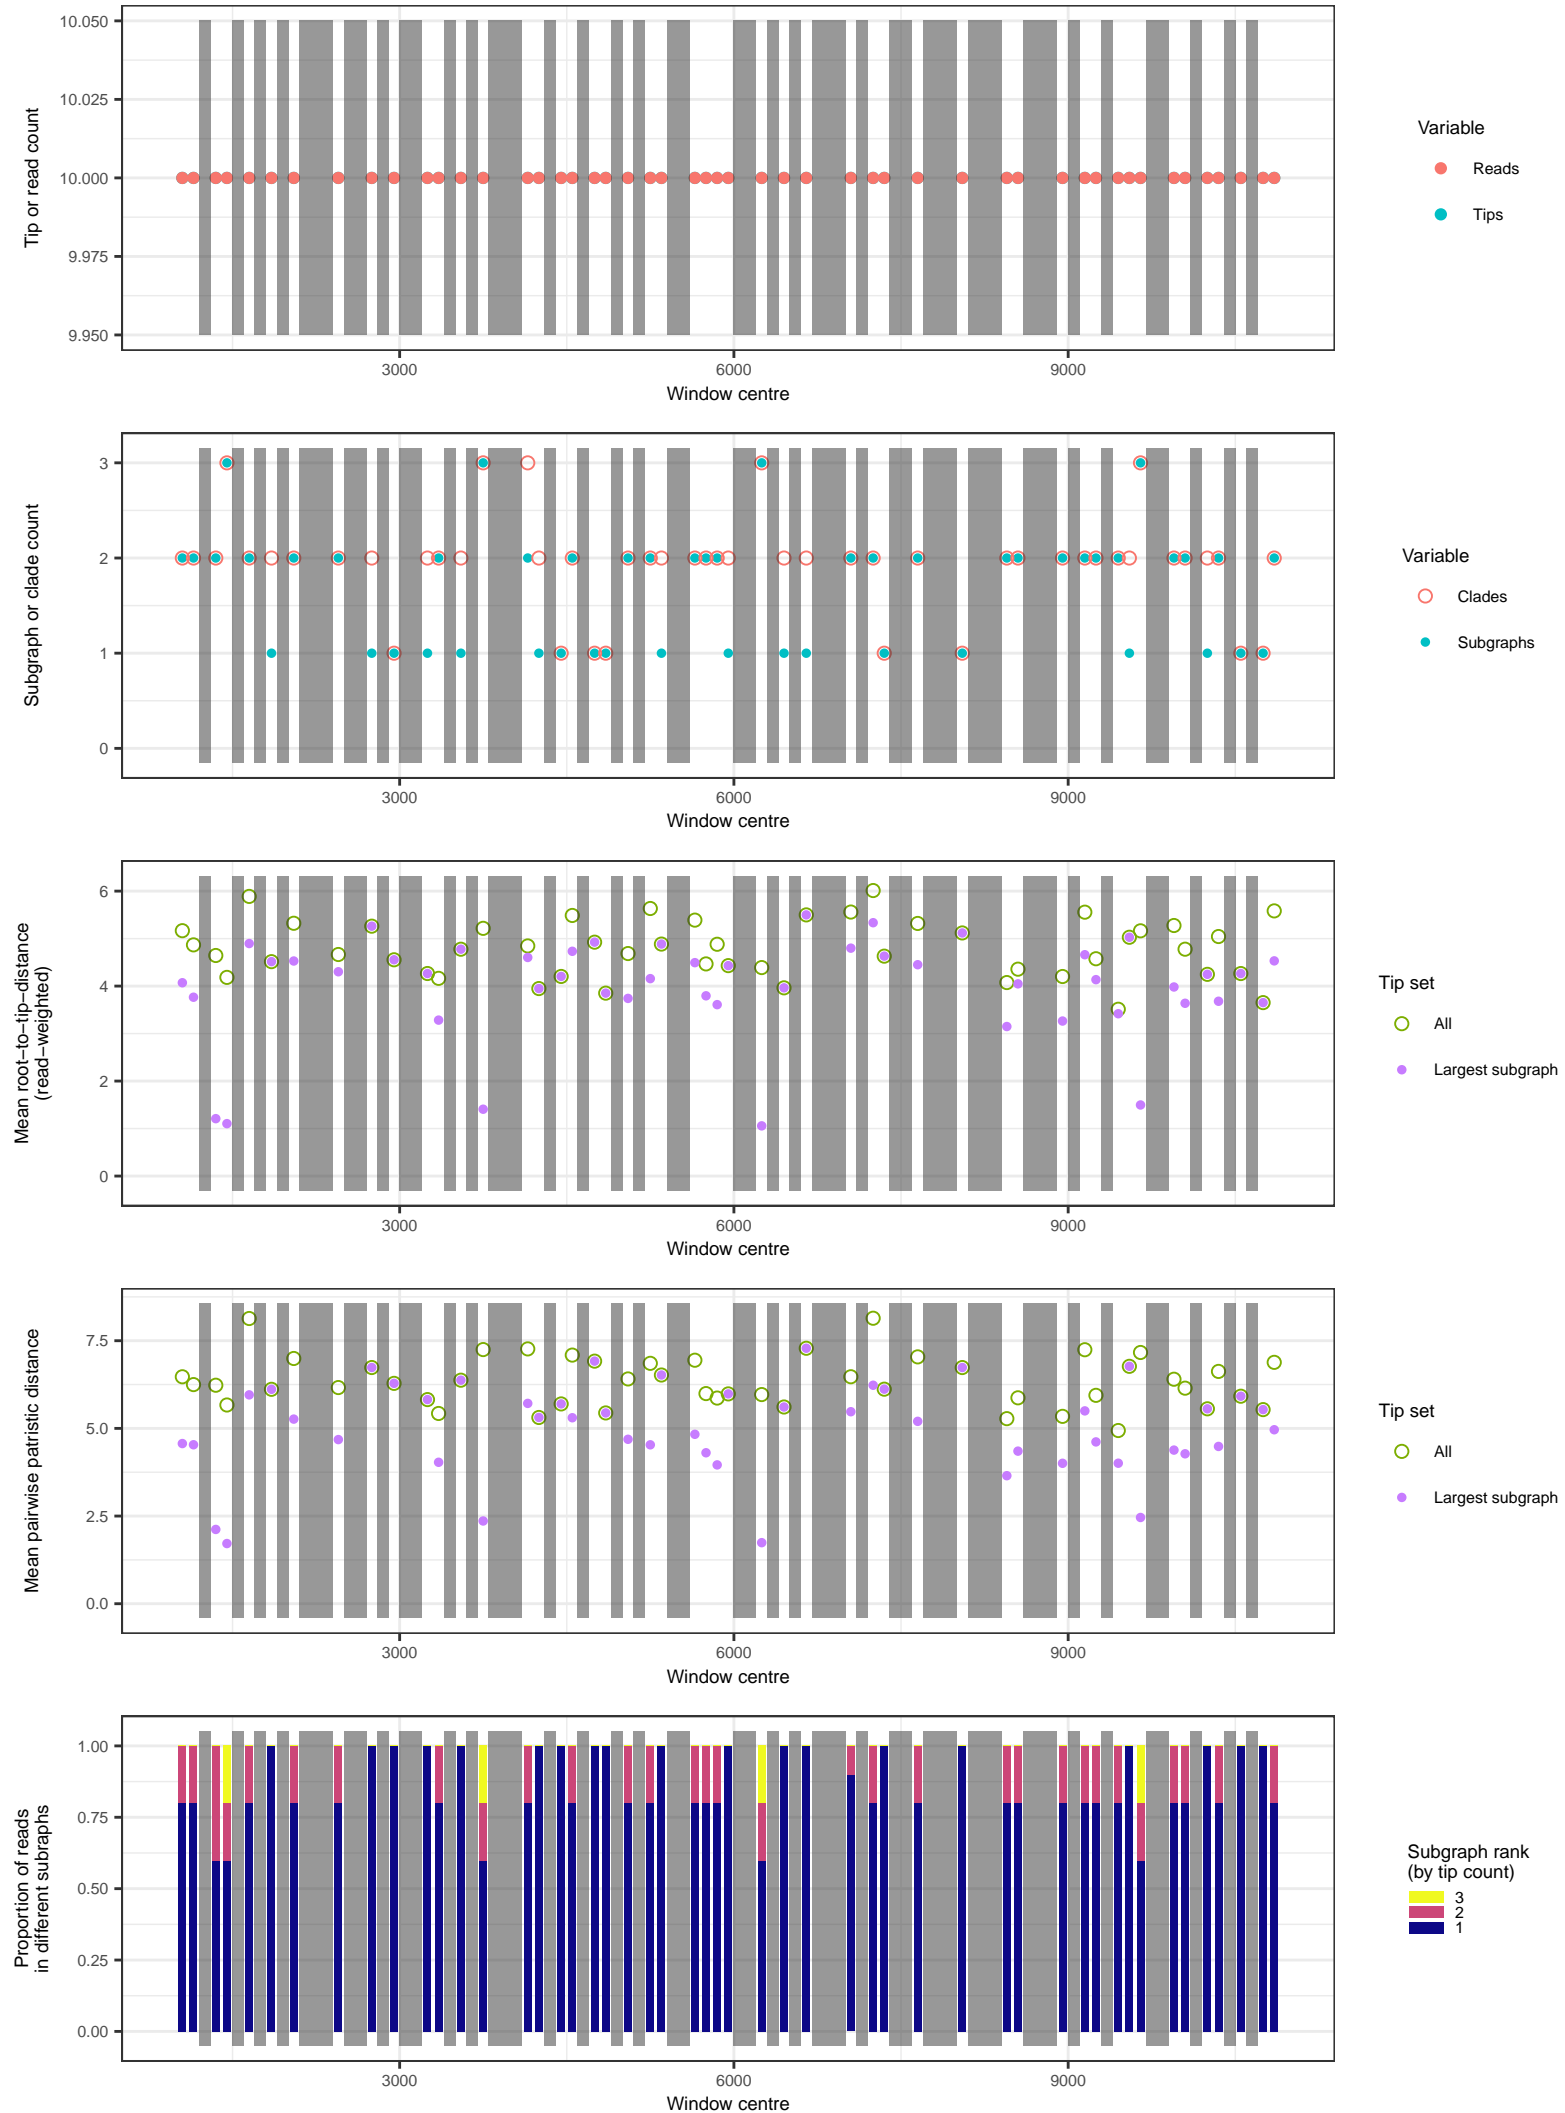 10.050
10.025
10.000
9.975
9.950
Tip or read count
3000
6000
9000
Window centre
Variable
Reads
Tips
3
2
1
0
Subgraph or clade count
3000
6000
9000
Window centre
Variable
Clades
Subgraphs
6
4
2
0
Mean root−to−tip−distance
(read−weighted)
3000
6000
9000
Window centre
Tip set
All
Largest subgraph
7.5
5.0
2.5
0.0
Mean pairwise patristic distance
3000
6000
9000
Window centre
Tip set
All
Largest subgraph
1.00
0.75
0.50
0.25
0.00
Proportion of reads
in different subraphs
3000
6000
9000
Window centre
Subgraph rank
(by tip count)
3
2
1